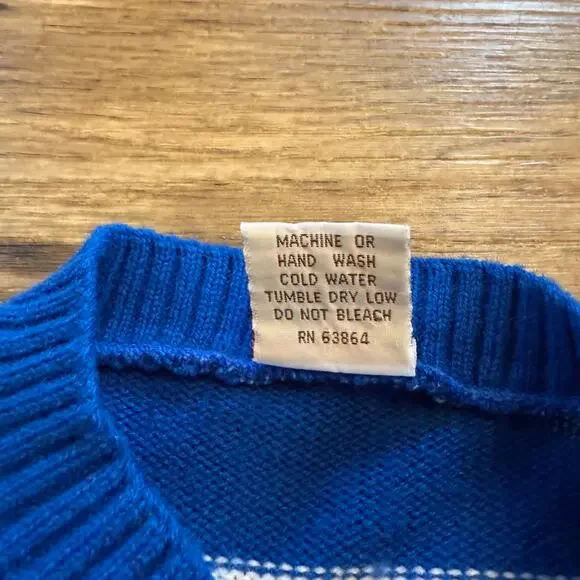 MACHINE OR
HAND WASH
COLD WATER
TUMBLE DRY LOW
DO NOT BLEACH
RN 63864